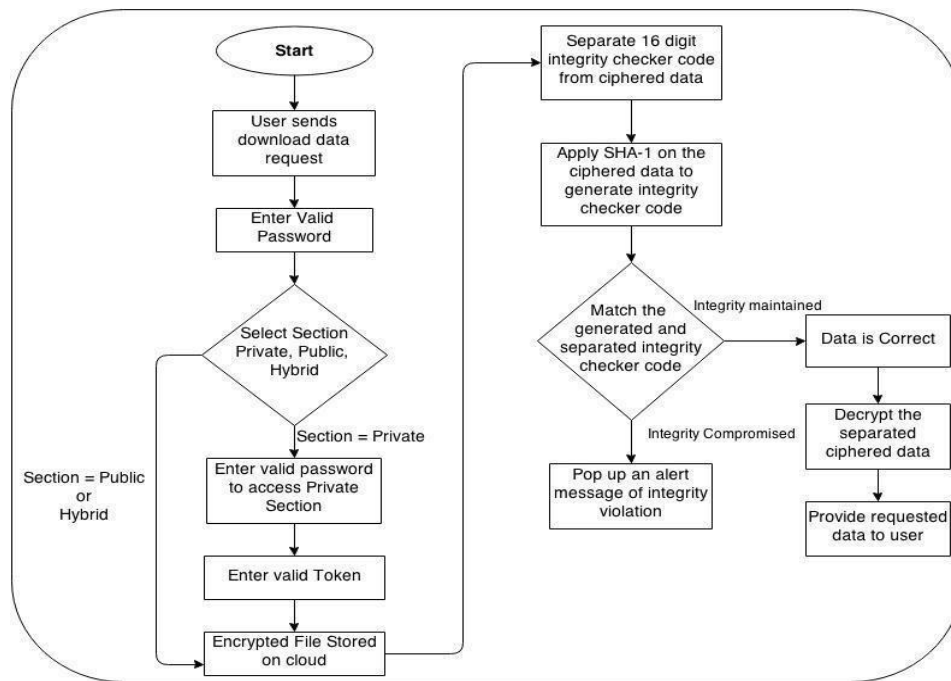 Start
User sends
download data
request
Enter Valid
Password
Select Section
Private, Public,
Hybrid
Section = Private
Section = Public
or
Hybrid
Enter valid password
to access Private
Section
Enter valid Token
Encrypted File Stored
on cloud
Separate 16 digit
integrity checker code
from ciphered data
Apply SHA-1 on the
ciphered data to
generate integrity
checker code
Match the
generated and
separated integrity
checker code
Integrity maintained
Data is Correct
Decrypt the
separated
ciphered data
Provide requested
data to user
Integrity Compromised
Pop up an alert
message of integrity
violation